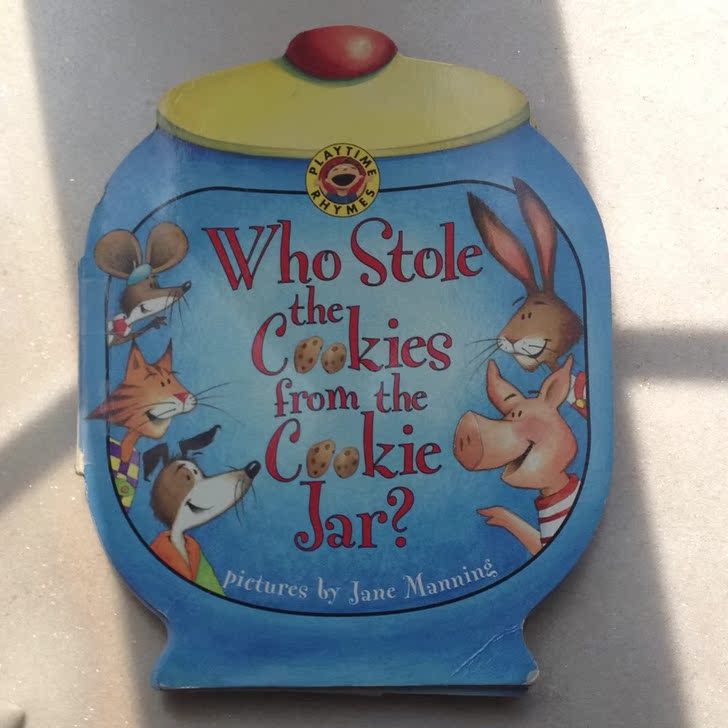 PLAYTIME
RHYMES
Who Stole
the
Cookies
from the
Cookie
Jar?
pictures by Jane Manning